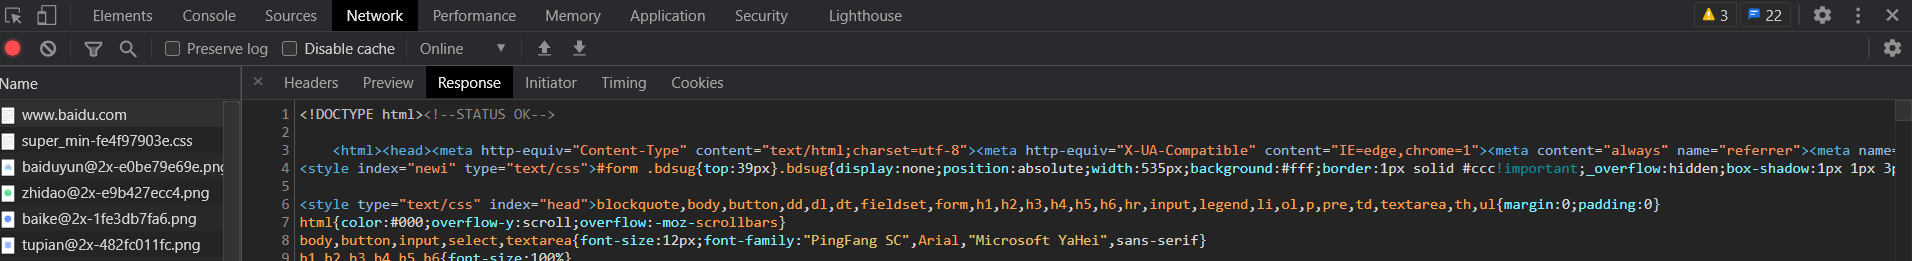 Elements Console Sources Network Performance Memory Application Security Lighthouse 3 22
Preserve log Disable cache Online
Name
Headers Preview Response Initiator Timing Cookies
www.baidu.com
super_min-fe4f97903e.css
baiduyun@2x-e0be79e69e.png
zhidao@2x-e9b427ecc4.png
baike@2x-1fe3db7fa6.png
tupian@2x-482fc011fc.png
1 <!DOCTYPE html><!--STATUS OK-->
2
3 <html><head><meta http-equiv="Content-Type" content="text/html;charset=utf-8"><meta http-equiv="X-UA-Compatible" content="IE=edge,chrome=1"><meta content="always" name="referrer"><meta name=
4 <style index="newi" type="text/css">#form .bdsug{top:39px}.bdsug{display:none;position:absolute;width:535px;background:#fff;border:1px solid #ccc!important;_overflow:hidden;box-shadow:1px 1px 3p
5
6 <style type="text/css" index="head">blockquote,body,button,dd,dl,dt,fieldset,form,h1,h2,h3,h4,h5,h6,hr,input,legend,li,ol,p,pre,td,textarea,th,ul{margin:0;padding:0}
7 html{color:#000;overflow-y:scroll;overflow:-moz-scrollbars}
8 body,button,input,select,textarea{font-size:12px;font-family:"PingFang SC",Arial,"Microsoft YaHei",sans-serif}
9 h1,h2,h3,h4,h5,h6{font-size:100%}